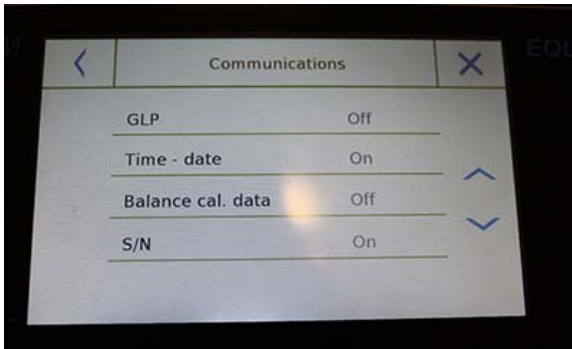 Communications
GLP Off
Time - date On
Balance cal. data Off
S/N On